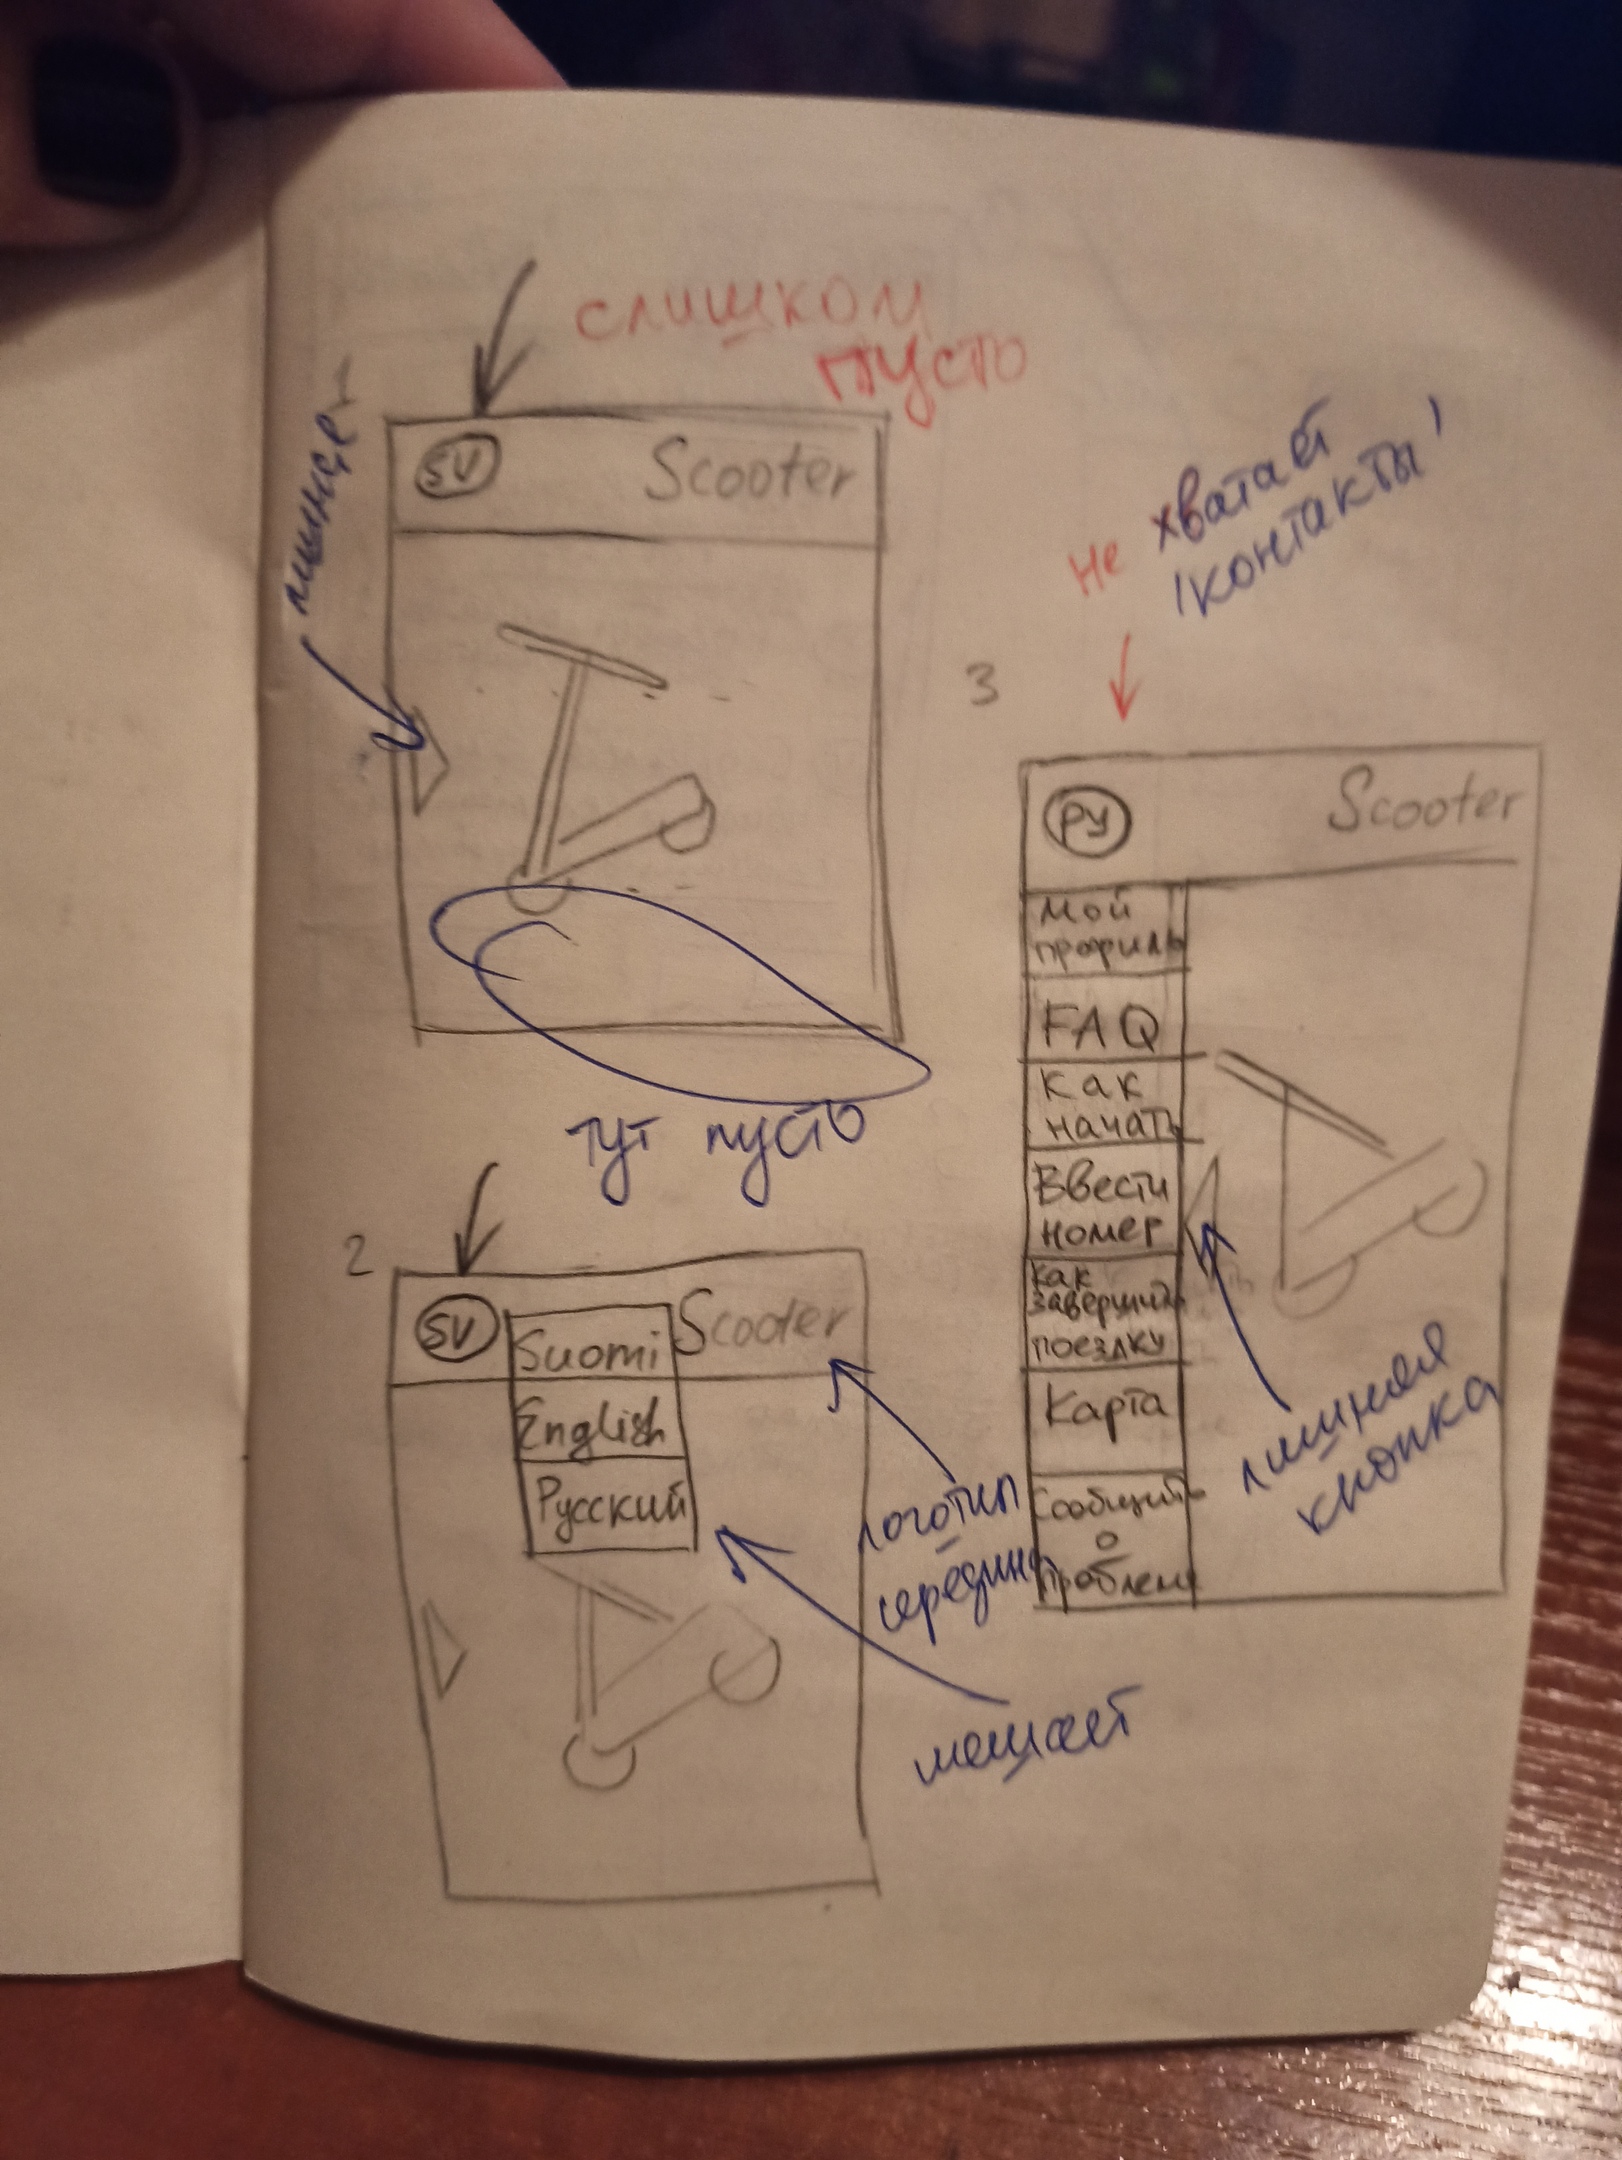 слишком
пусто
лишнее
SV
Scooter
тут пусто
не хватает
"контакты"
3
РУ
Scooter
Мой
профиль
FAQ
Как
начать
Ввести
номер
Как
завершить
поездку
Карта
Сообщить
о
проблеме
лишняя
кнопка
2
SV
Scooter
Suomi
English
Русский
логотип
мешает